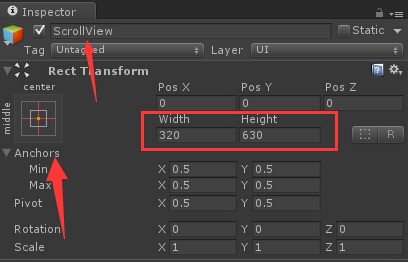 Inspector
ScrollView
Static
Tag Untagged Layer UI
Rect Transform
center
middle
Pos X Pos Y Pos Z
0 0 0
Width Height
320 630
R
Anchors
Min X 0.5 Y 0.5
Max X 0.5 Y 0.5
Pivot X 0.5 Y 0.5
Rotation X 0 Y 0 Z 0
Scale X 1 Y 1 Z 1